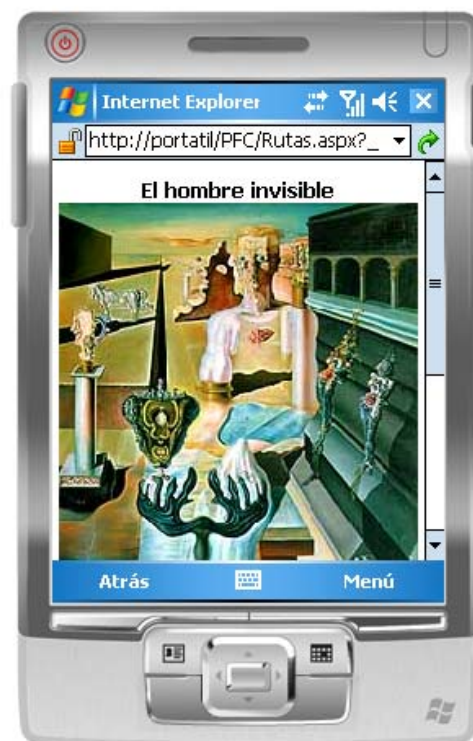 Internet Explorer
http://portatil/PFC/Rutas.aspx?_
El hombre invisible
Atrás Menú